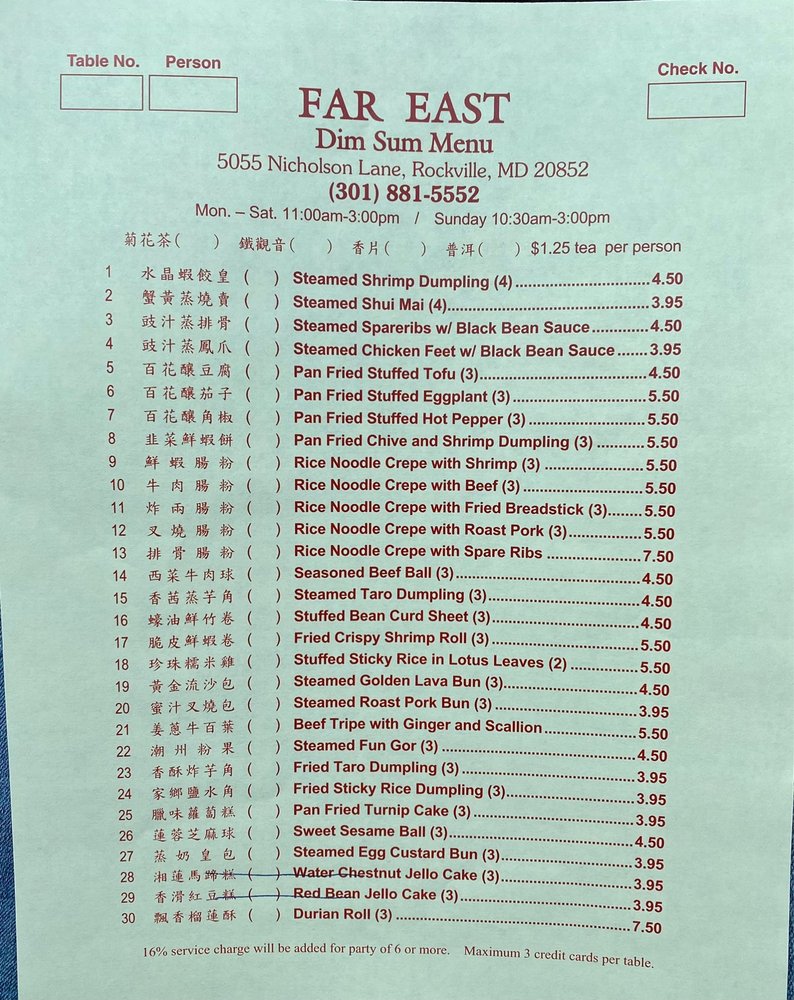 Table No. Person Check No.
FAR EAST
Dim Sum Menu
5055 Nicholson Lane, Rockville, MD 20852
(301) 881-5552
Mon. – Sat. 11:00am-3:00pm / Sunday 10:30am-3:00pm
菊花茶( ) 鐵觀音( ) 香片( ) 普洱( ) $1.25 tea per person
1 水晶蝦餃皇 ( ) Steamed Shrimp Dumpling (4)..............................4.50
2 蟹黃蒸燒賣 ( ) Steamed Shui Mai (4)............................................3.95
3 豉汁蒸排骨 ( ) Steamed Spareribs w/ Black Bean Sauce............4.50
4 豉汁蒸鳳爪 ( ) Steamed Chicken Feet w/ Black Bean Sauce.......3.95
5 百花釀豆腐 ( ) Pan Fried Stuffed Tofu (3)......................................4.50
6 百花釀茄子 ( ) Pan Fried Stuffed Eggplant (3)..............................5.50
7 百花釀角椒 ( ) Pan Fried Stuffed Hot Pepper (3)..........................5.50
8 韭菜鮮蝦餅 ( ) Pan Fried Chive and Shrimp Dumpling (3)...........5.50
9 鮮蝦腸粉 ( ) Rice Noodle Crepe with Shrimp (3)......................5.50
10 牛肉腸粉 ( ) Rice Noodle Crepe with Beef (3)...........................5.50
11 炸兩腸粉 ( ) Rice Noodle Crepe with Fried Breadstick (3)........5.50
12 叉燒腸粉 ( ) Rice Noodle Crepe with Roast Pork (3).................5.50
13 排骨腸粉 ( ) Rice Noodle Crepe with Spare Ribs.....................7.50
14 西菜牛肉球 ( ) Seasoned Beef Ball (3)..........................................4.50
15 香茜蒸芋角 ( ) Steamed Taro Dumpling (3)...................................4.50
16 蠔油鮮竹卷 ( ) Stuffed Bean Curd Sheet (3)..................................4.50
17 脆皮鮮蝦卷 ( ) Fried Crispy Shrimp Roll (3)..................................5.50
18 珍珠糯米雞 ( ) Stuffed Sticky Rice in Lotus Leaves (2)................5.50
19 黃金流沙包 ( ) Steamed Golden Lava Bun (3)...............................4.50
20 蜜汁叉燒包 ( ) Steamed Roast Pork Bun (3)................................3.95
21 姜蔥牛百葉 ( ) Beef Tripe with Ginger and Scallion.....................5.50
22 潮州粉果 ( ) Steamed Fun Gor (3)............................................4.50
23 香酥炸芋角 ( ) Fried Taro Dumpling (3)........................................3.95
24 家鄉鹽水角 ( ) Fried Sticky Rice Dumpling (3).............................3.95
25 臘味蘿蔔糕 ( ) Pan Fried Turnip Cake (3)....................................3.95
26 蓮蓉芝麻球 ( ) Sweet Sesame Ball (3)..........................................4.50
27 蒸奶皇包 ( ) Steamed Egg Custard Bun (3)..............................3.95
28 湘蓮馬蹄糕 ( ) Water Chestnut Jello Cake (3)..............................3.95
29 香滑紅豆糕 ( ) Red Bean Jello Cake (3).......................................3.95
30 飄香榴蓮酥 ( ) Durian Roll (3)....................................................7.50
16% service charge will be added for party of 6 or more. Maximum 3 credit cards per table.